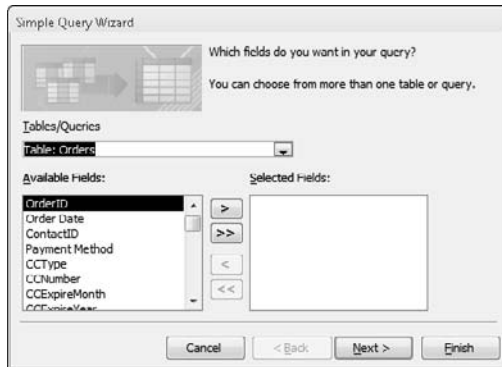 Simple Query Wizard
Which fields do you want in your query?
You can choose from more than one table or query.
Tables/Queries
Table: Orders
Available Fields:
Selected Fields:
OrderID
Order Date
ContactID
Payment Method
CCType
CCNumber
CCExpireMonth
CCExpireYear
>
>>
<
<<
Cancel
< Back
Next >
Finish